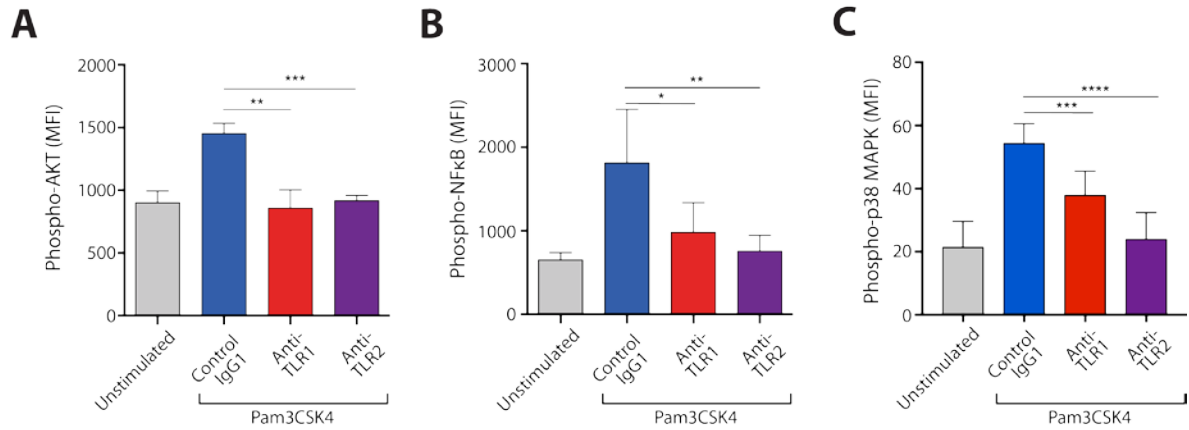 A
Phospho-AKT (MFI)
2000
1500
1000
500
0
***
**
Unstimulated
Control
IgG1
Anti-
TLR1
Anti-
TLR2
Pam3CSK4
B
Phospho-NFκB (MFI)
3000
2000
1000
0
**
*
Unstimulated
Control
IgG1
Anti-
TLR1
Anti-
TLR2
Pam3CSK4
C
Phospho-p38 MAPK (MFI)
80
60
40
20
0
****
***
Unstimulated
Control
IgG1
Anti-
TLR1
Anti-
TLR2
Pam3CSK4